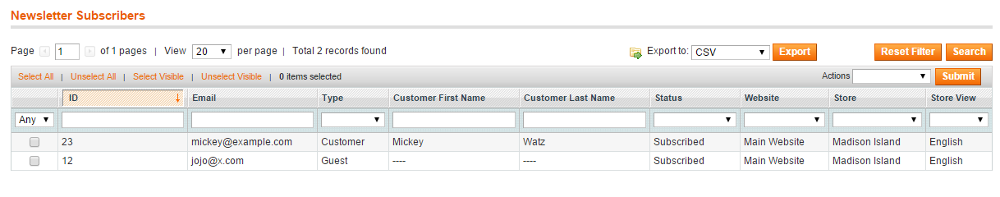 Newsletter Subscribers
Page 1 of 1 pages | View 20 per page | Total 2 records found Export to: CSV Export Reset Filter Search
Select All | Unselect All | Select Visible | Unselect Visible | 0 items selected Actions Submit
ID Email Type Customer First Name Customer Last Name Status Website Store Store View
Any
23 mickey@example.com Customer Mickey Watz Subscribed Main Website Madison Island English
12 jojo@x.com Guest ---- ---- Subscribed Main Website Madison Island English